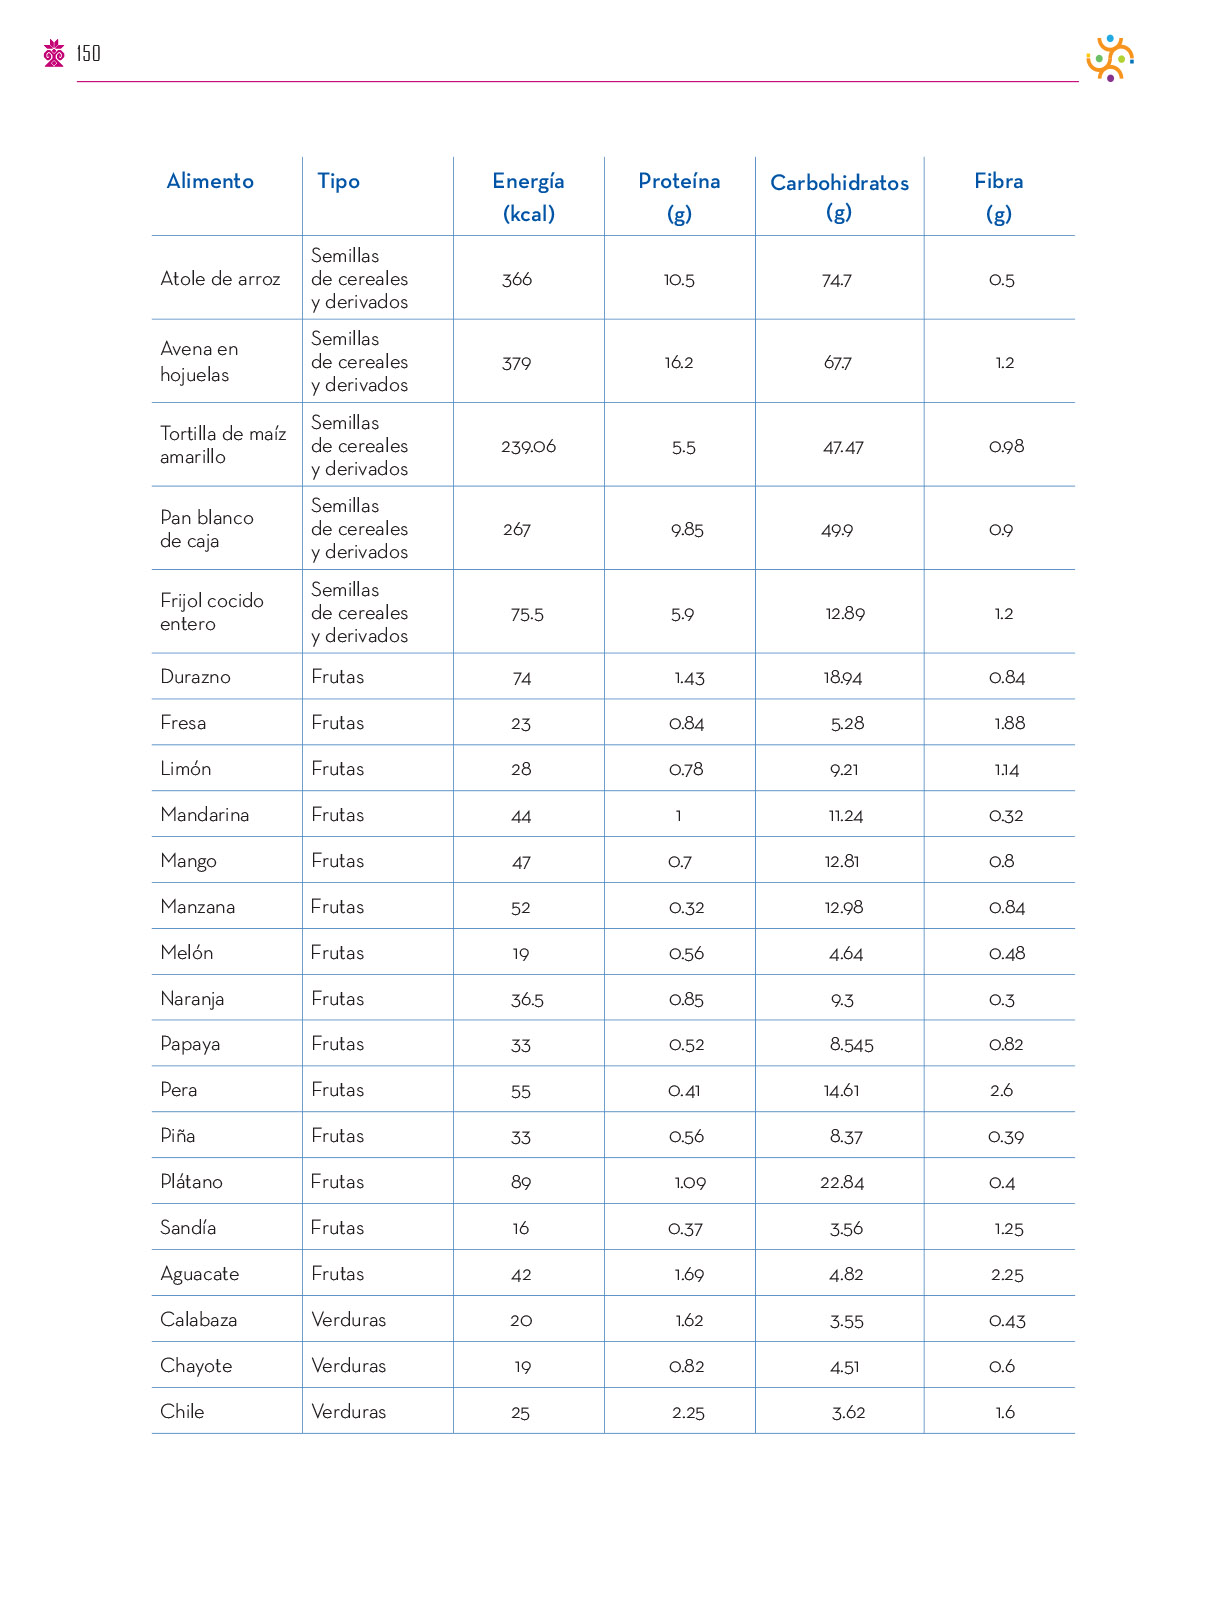 150
Alimento Tipo Energía (kcal) Proteína (g) Carbohidratos (g) Fibra (g)
Atole de arroz Semillas de cereales y derivados 366 10.5 74.7 0.5
Avena en hojuelas Semillas de cereales y derivados 379 16.2 67.7 1.2
Tortilla de maíz amarillo Semillas de cereales y derivados 239.06 5.5 47.47 0.98
Pan blanco de caja Semillas de cereales y derivados 267 9.85 49.9 0.9
Frijol cocido entero Semillas de cereales y derivados 75.5 5.9 12.89 1.2
Durazno Frutas 74 1.43 18.94 0.84
Fresa Frutas 23 0.84 5.28 1.88
Limón Frutas 28 0.78 9.21 1.14
Mandarina Frutas 44 1 11.24 0.32
Mango Frutas 47 0.7 12.81 0.8
Manzana Frutas 52 0.32 12.98 0.84
Melón Frutas 19 0.56 4.64 0.48
Naranja Frutas 36.5 0.85 9.3 0.3
Papaya Frutas 33 0.52 8.545 0.82
Pera Frutas 55 0.41 14.61 2.6
Piña Frutas 33 0.56 8.37 0.39
Plátano Frutas 89 1.09 22.84 0.4
Sandía Frutas 16 0.37 3.56 1.25
Aguacate Frutas 42 1.69 4.82 2.25
Calabaza Verduras 20 1.62 3.55 0.43
Chayote Verduras 19 0.82 4.51 0.6
Chile Verduras 25 2.25 3.62 1.6